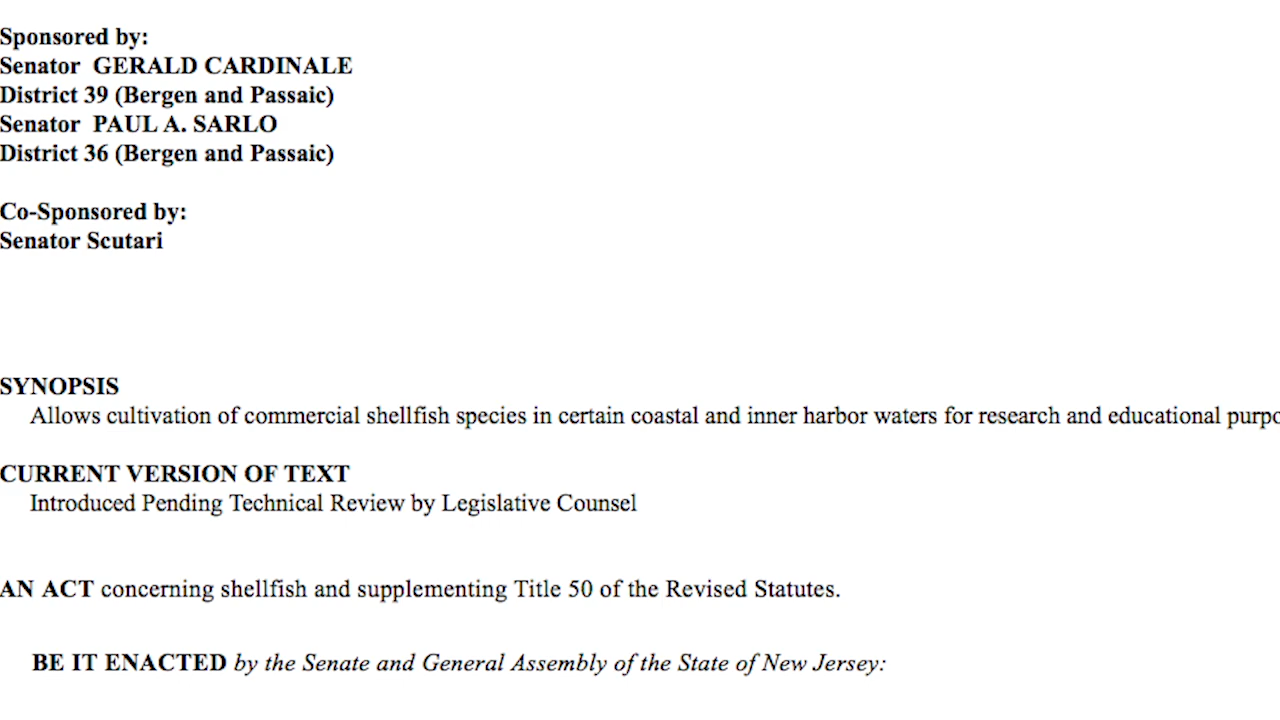 Sponsored by:
Senator GERALD CARDINALE
District 39 (Bergen and Passaic)
Senator PAUL A. SARLO
District 36 (Bergen and Passaic)
Co-Sponsored by:
Senator Scutari
SYNOPSIS
Allows cultivation of commercial shellfish species in certain coastal and inner harbor waters for research and educational purpo
CURRENT VERSION OF TEXT
Introduced Pending Technical Review by Legislative Counsel
AN ACT concerning shellfish and supplementing Title 50 of the Revised Statutes.
BE IT ENACTED by the Senate and General Assembly of the State of New Jersey: